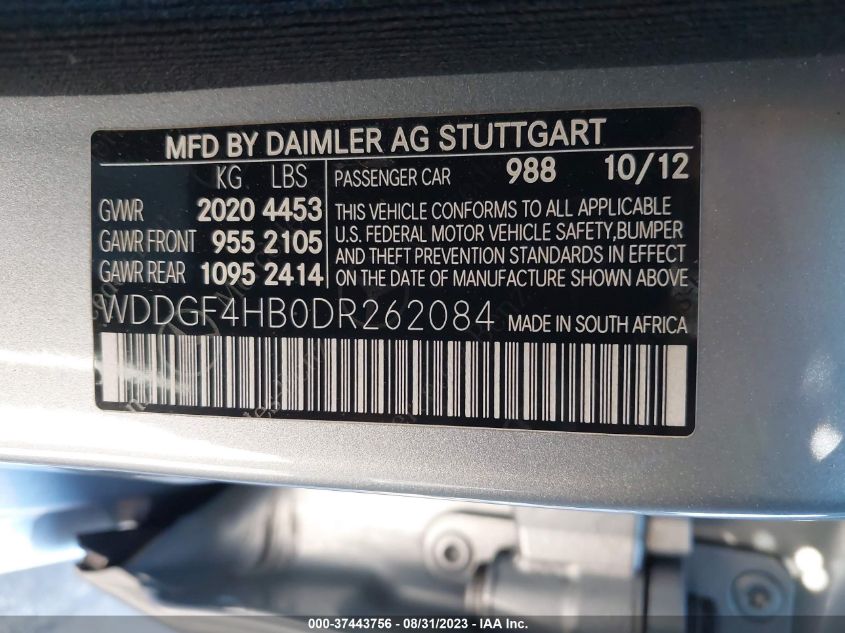 MFD BY DAIMLER AG STUTTGART
KG LBS
GVWR 2020 4453
GAWR FRONT 955 2105
GAWR REAR 1095 2414
PASSENGER CAR 988 10/12
THIS VEHICLE CONFORMS TO ALL APPLICABLE
U.S. FEDERAL MOTOR VEHICLE SAFETY,BUMPER
AND THEFT PREVENTION STANDARDS IN EFFECT
ON THE DATE OF MANUFACTURE SHOWN ABOVE
WDDGF4HB0DR262084 MADE IN SOUTH AFRICA
000-37443756 - 08/31/2023 - IAA Inc.